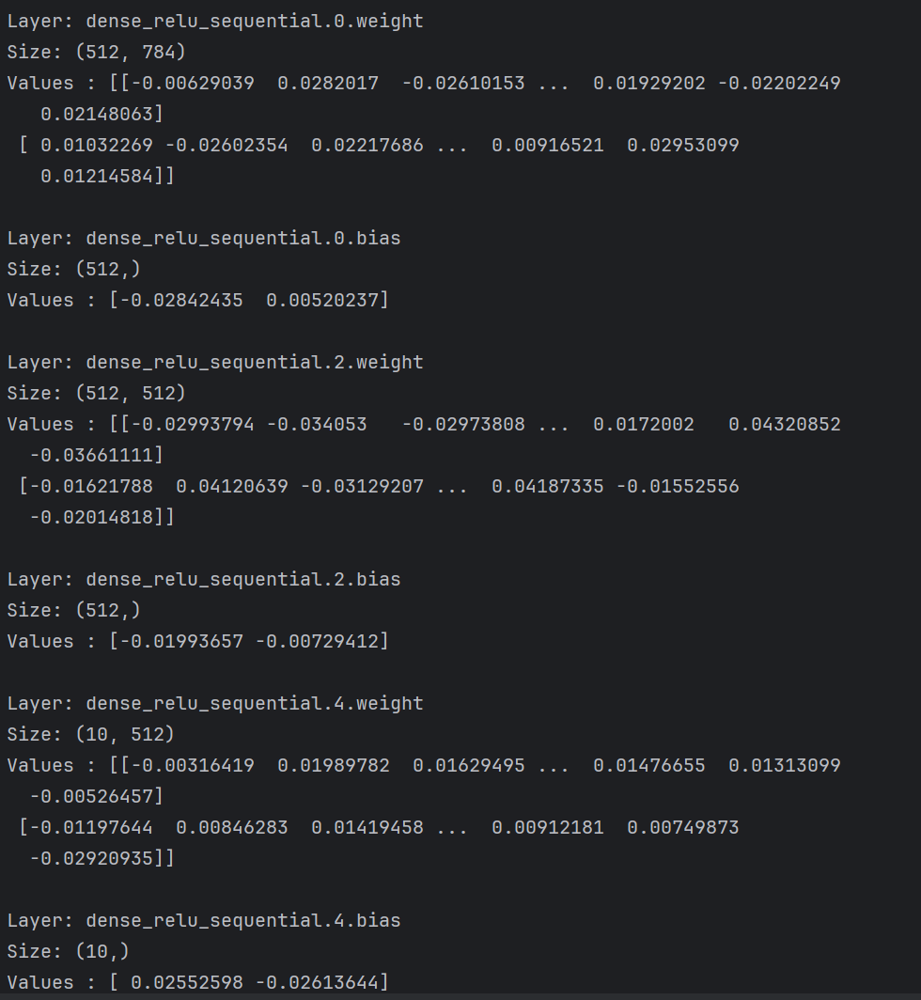 Layer: dense_relu_sequential.0.weight
Size: (512, 784)
Values : [[-0.00629039  0.0282017  -0.02610153 ...  0.01929202 -0.02202249
   0.02148063]
 [ 0.01032269 -0.02602354  0.02217686 ...  0.00916521  0.02953099
   0.01214584]]

Layer: dense_relu_sequential.0.bias
Size: (512,)
Values : [-0.02842435  0.00520237]

Layer: dense_relu_sequential.2.weight
Size: (512, 512)
Values : [[-0.02993794 -0.034053   -0.02973808 ...  0.0172002   0.04320852
  -0.03661111]
 [-0.01621788  0.04120639 -0.03129207 ...  0.04187335 -0.01552556
  -0.02014818]]

Layer: dense_relu_sequential.2.bias
Size: (512,)
Values : [-0.01993657 -0.00729412]

Layer: dense_relu_sequential.4.weight
Size: (10, 512)
Values : [[-0.00316419  0.01989782  0.01629495 ...  0.01476655  0.01313099
  -0.00526457]
 [-0.01197644  0.00846283  0.01419458 ...  0.00912181  0.00749873
  -0.02920935]]

Layer: dense_relu_sequential.4.bias
Size: (10,)
Values : [ 0.02552598 -0.02613644]